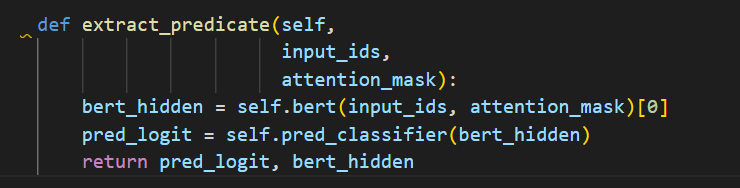 def extract_predicate(self,
input_ids,
attention_mask):
bert_hidden = self.bert(input_ids, attention_mask)[0]
pred_logit = self.pred_classifier(bert_hidden)
return pred_logit, bert_hidden